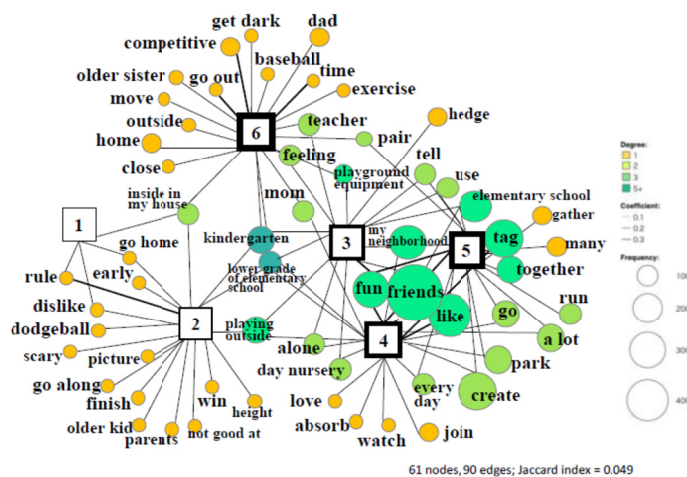 get dark
dad
competitive
baseball
older sister
go out
time
exercise
move
teacher
hedge
outside
6
pair
home
feeling
tell
close
playground
equipment
use
inside in
my house
mom
elementary school
gather
1
go home
kindergarten
3
my
neighborhood
5
tag
many
rule
early
lower grade
of elementary
school
together
fun
friends
dislike
2
like
go
run
dodgeball
playing
outside
4
a lot
scary
picture
alone
park
go along
day nursery
every
day
create
finish
win
height
love
older kid
absorb
join
parents
not good at
watch
Degree:
1
2
3
5+
Coefficient:
0.1
0.2
0.3
Frequency:
100
200
300
400
61 nodes, 90 edges; Jaccard index = 0.049